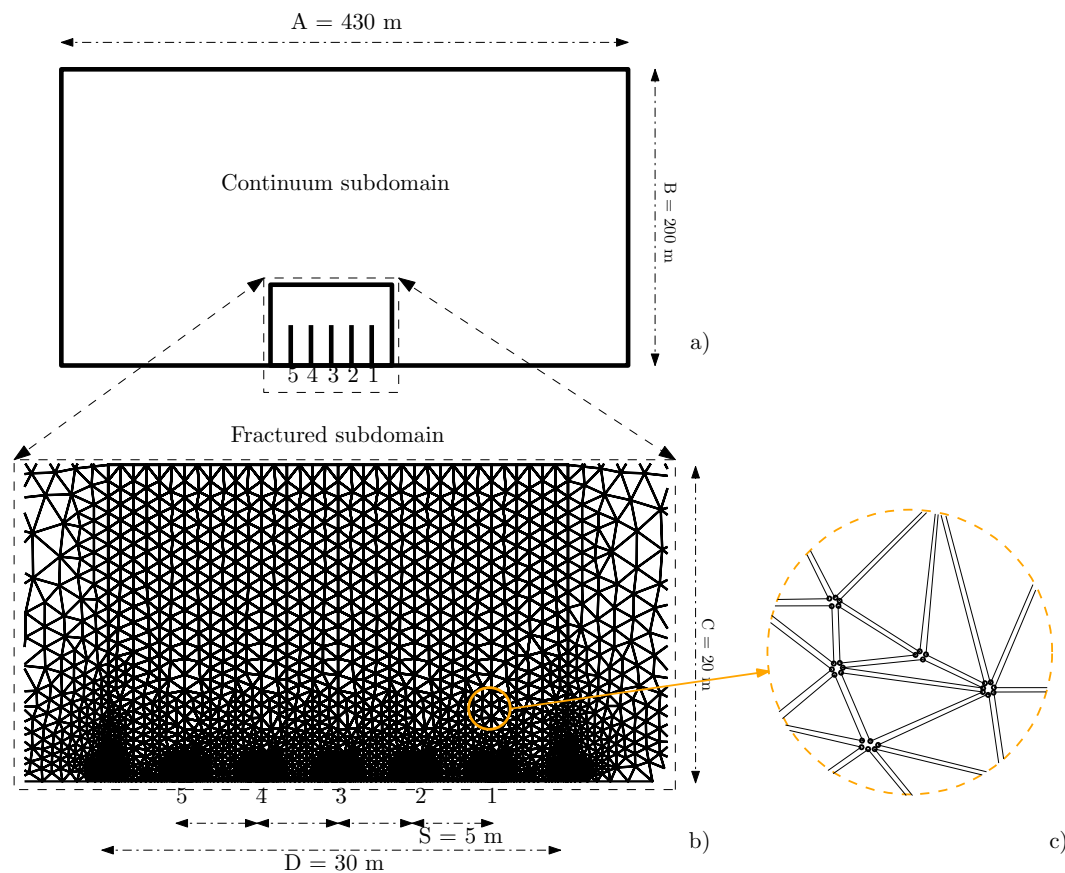 A = 430 m
Continuum subdomain
B = 200 m
a)
5 4 3 2 1
Fractured subdomain
C = 20 m
5 4 3 2 1
S = 5 m
D = 30 m
b)
c)